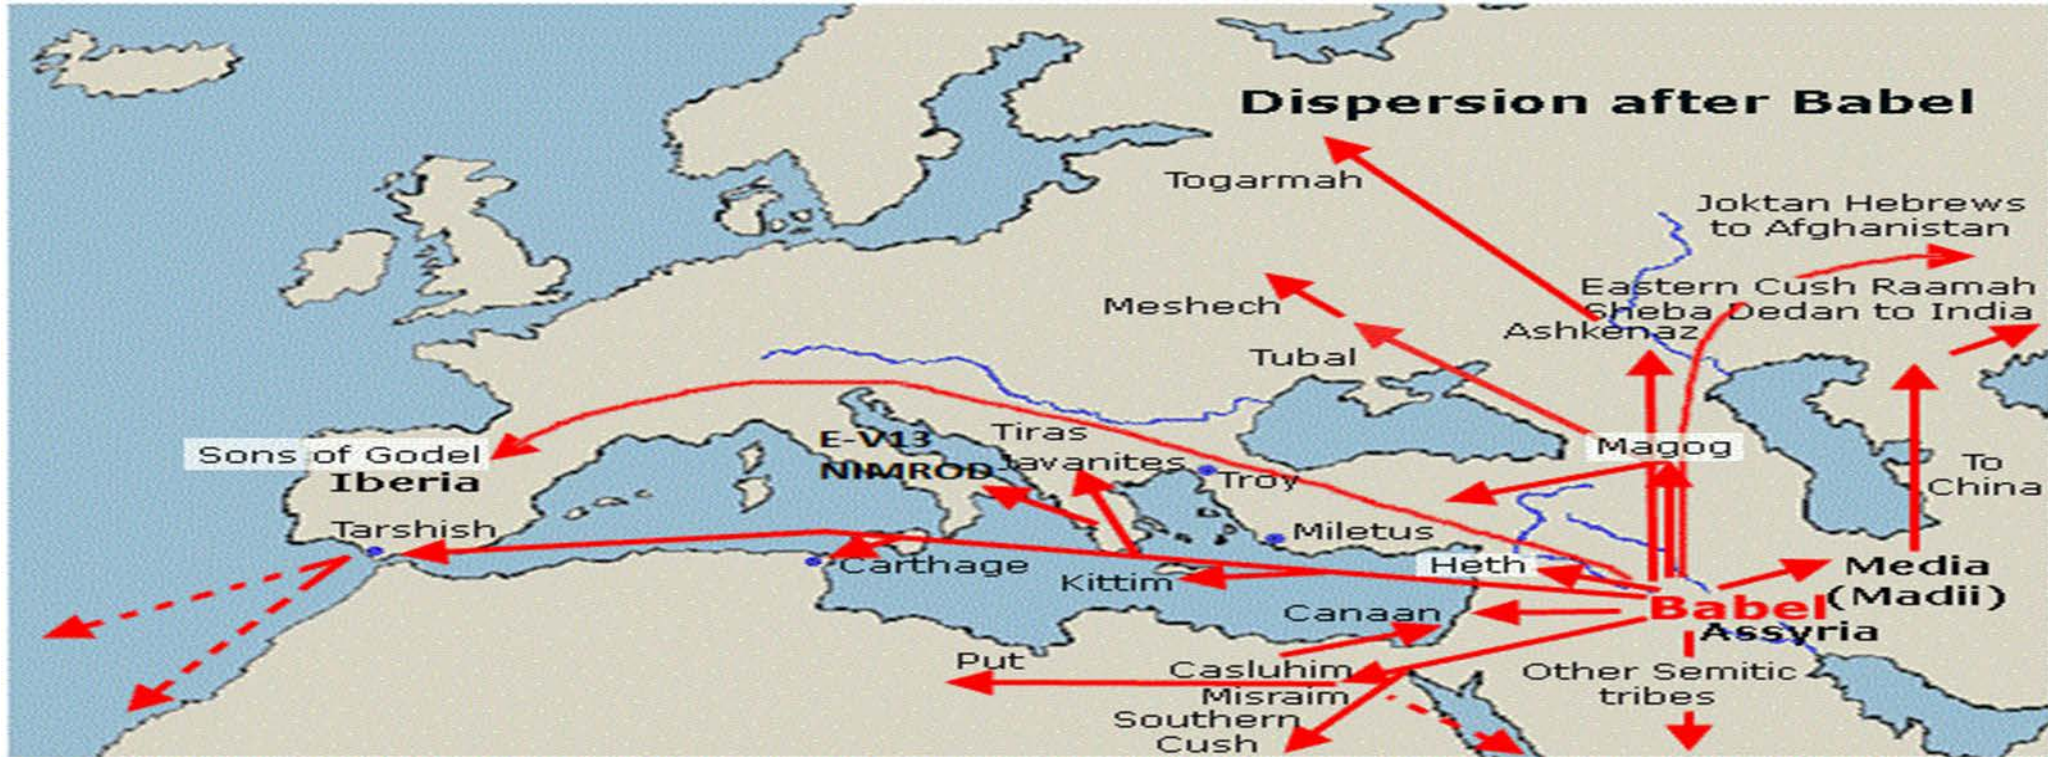 Dispersion after Babel
Togarmah
Joktan Hebrews
to Afghanistan
Eastern Cush Raamah
Sheba Dedan to India
Meshech
Ashkenaz
Tubal
E-V13
NIMROD
Tiras
Javanites
Magog
Sons of Godel
Iberia
Troy
To
China
Tarshish
Miletus
Carthage
Kittim
Heth
Media
(Madii)
Canaan
Babel
Assyria
Put
Casluhim
Misraim
Southern
Cush
Other Semitic
tribes